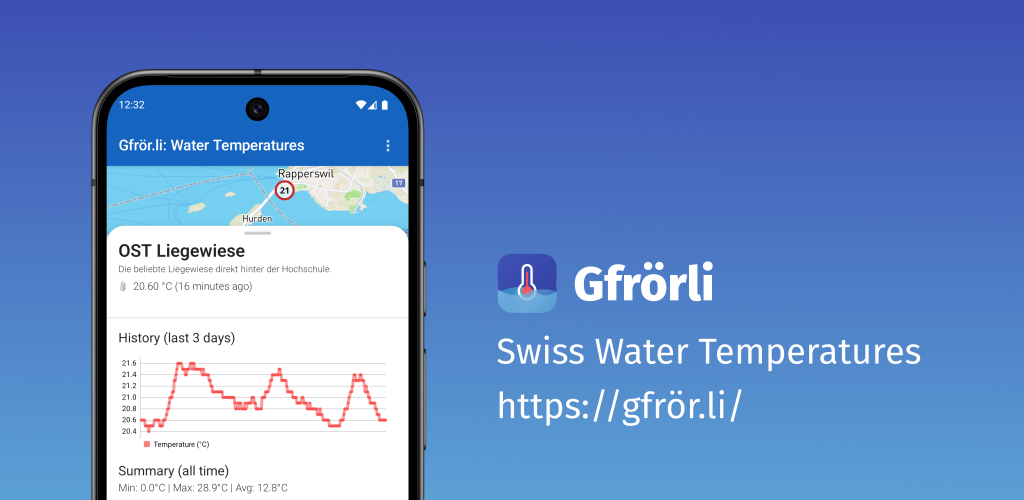 12:32
Gfrör.li: Water Temperatures
Rapperswil
21
17
Hurden
OST Liegewiese
Die beliebte Liegewiese direkt hinter der Hochschule.
20.60 °C (16 minutes ago)
History (last 3 days)
21.6
21.4
21.2
21.0
20.8
20.6
20.4
Temperature (°C)
Summary (all time)
Min: 0.0°C | Max: 28.9°C | Avg: 12.8°C
Gfrörli
Swiss Water Temperatures
https://gfrör.li/